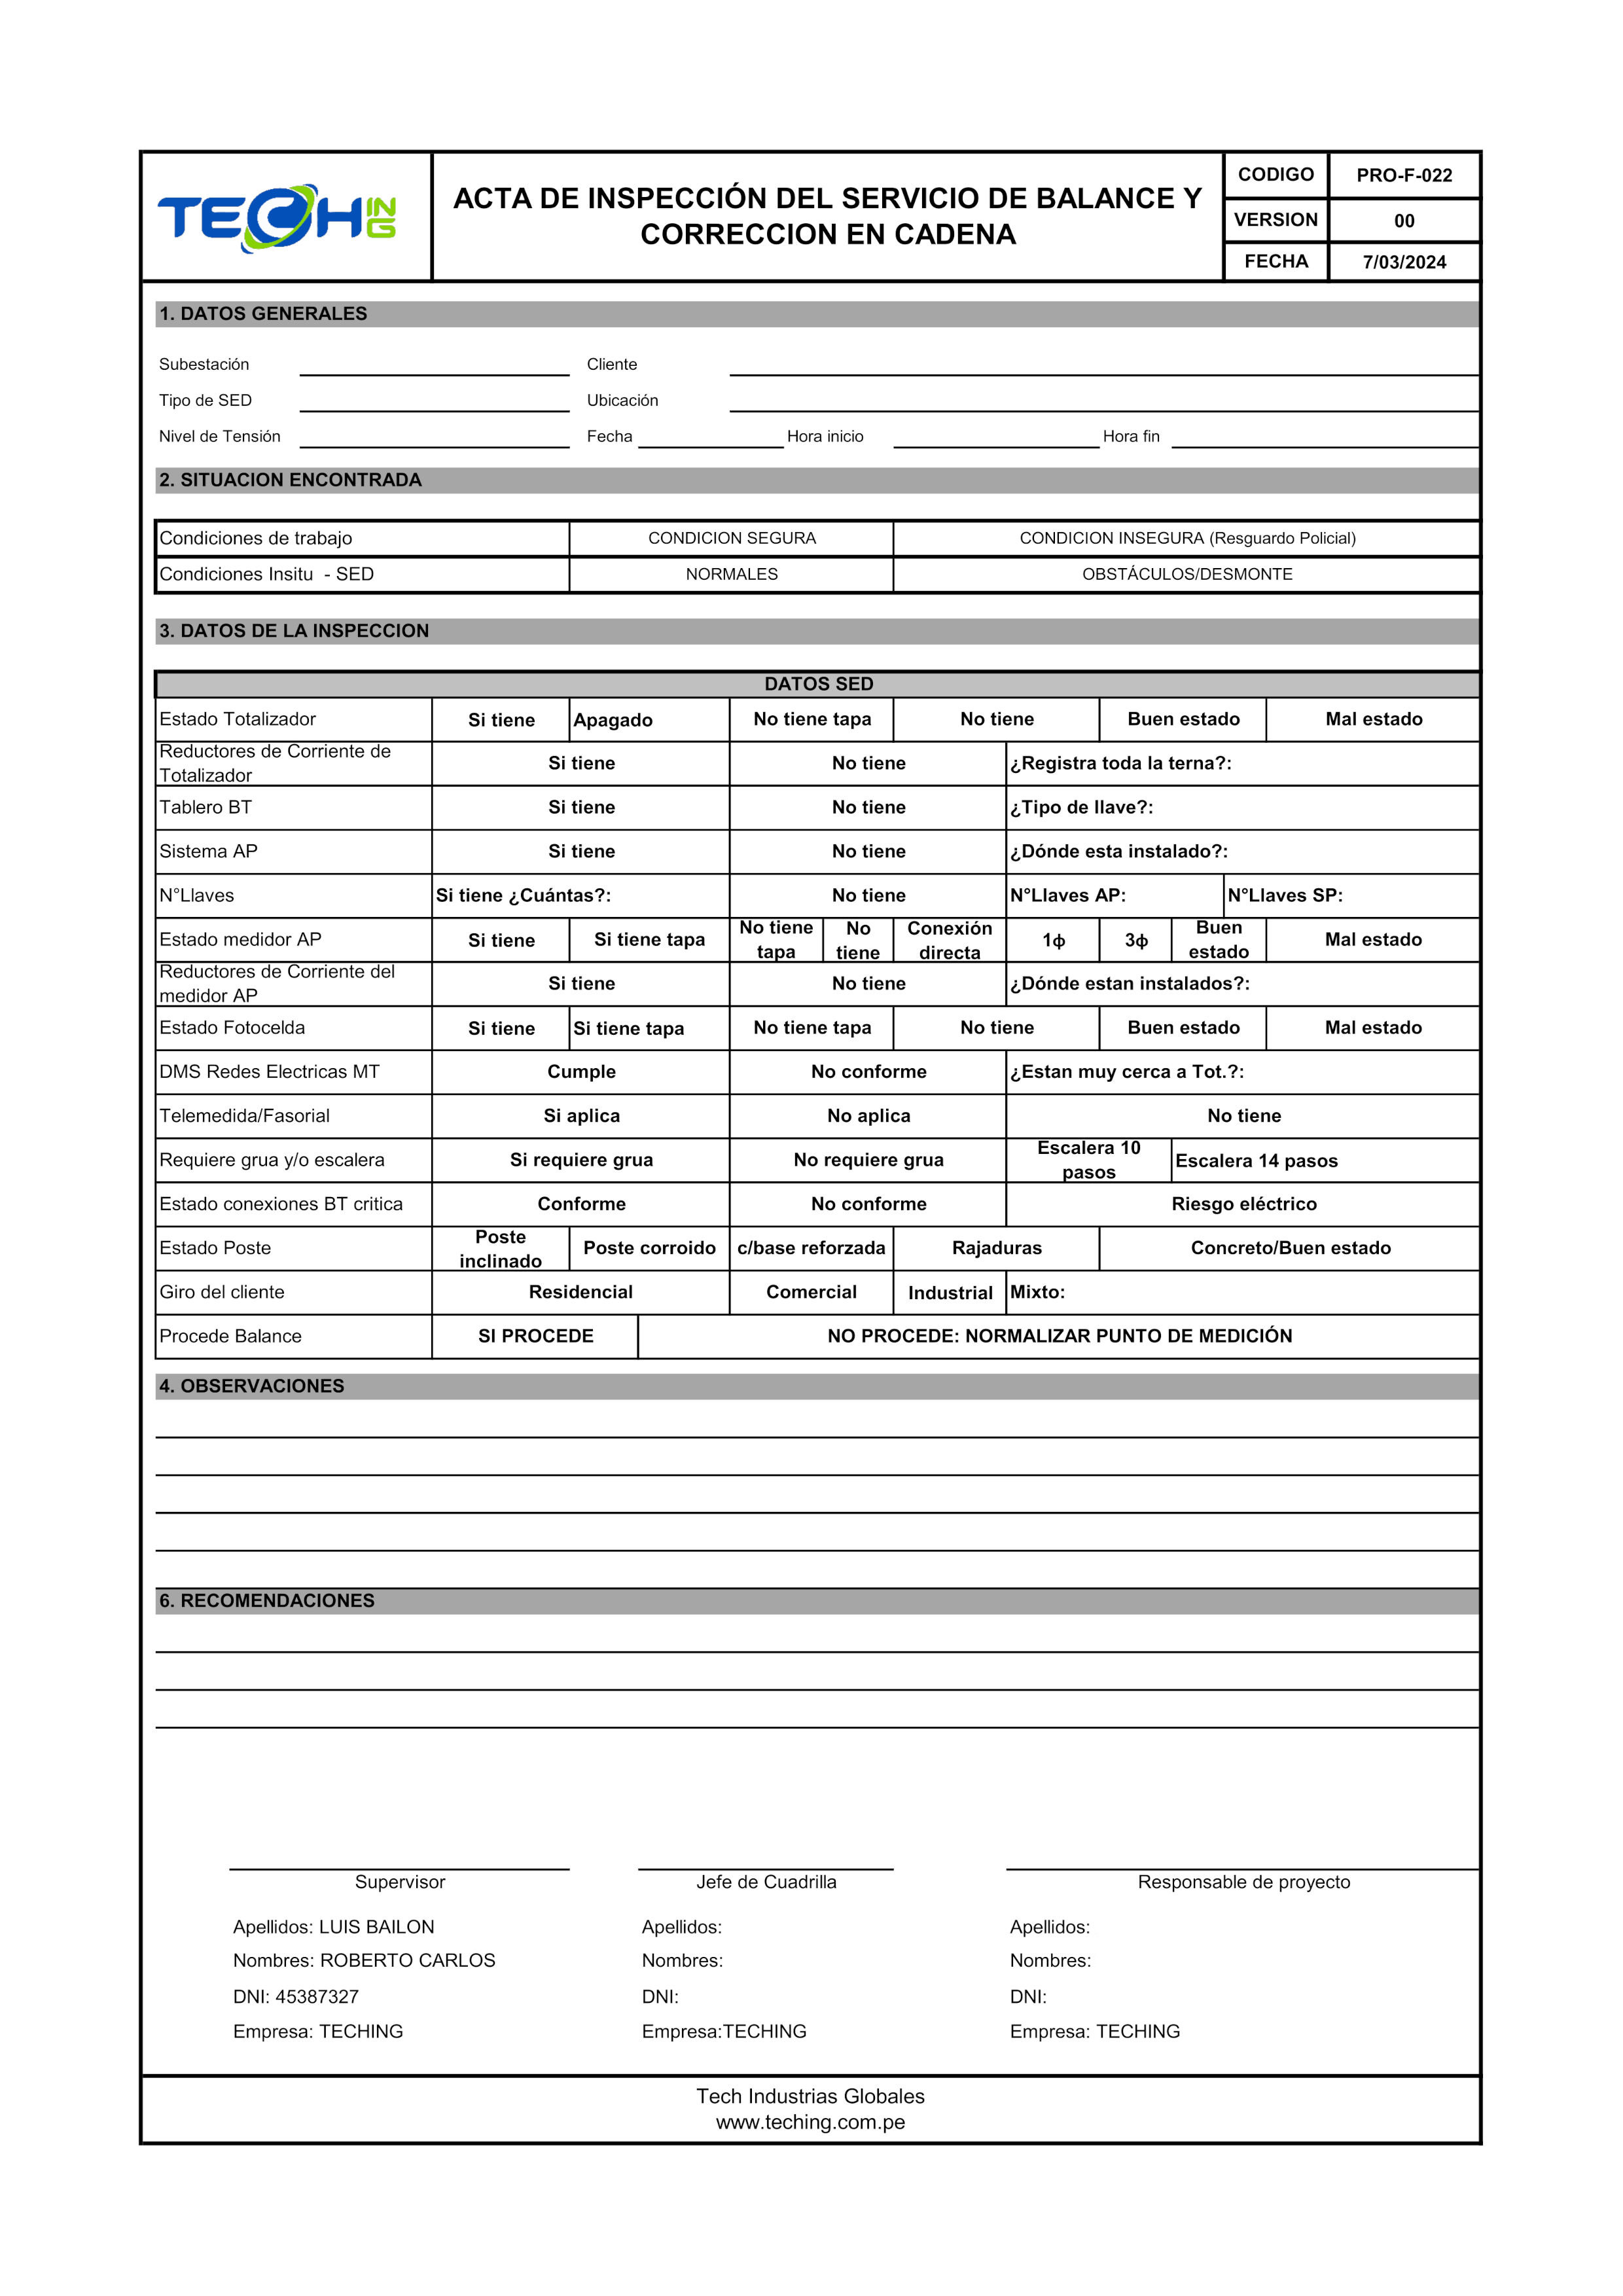 TECHING
ACTA DE INSPECCIÓN DEL SERVICIO DE BALANCE Y
CORRECCION EN CADENA
CODIGO PRO-F-022
VERSION 00
FECHA 7/03/2024
1. DATOS GENERALES
Subestación Cliente
Tipo de SED Ubicación
Nivel de Tensión Fecha Hora inicio Hora fin
2. SITUACION ENCONTRADA
Condiciones de trabajo CONDICION SEGURA CONDICION INSEGURA (Resguardo Policial)
Condiciones Insitu - SED NORMALES OBSTÁCULOS/DESMONTE
3. DATOS DE LA INSPECCION
DATOS SED
Estado Totalizador Si tiene Apagado No tiene tapa No tiene Buen estado Mal estado
Reductores de Corriente de
Totalizador Si tiene No tiene ¿Registra toda la terna?:
Tablero BT Si tiene No tiene ¿Tipo de llave?:
Sistema AP Si tiene No tiene ¿Dónde esta instalado?:
N°Llaves Si tiene ¿Cuántas?: No tiene N°Llaves AP: N°Llaves SP:
Estado medidor AP Si tiene Si tiene tapa No tiene tapa No tiene Conexión directa 1ϕ 3ϕ Buen estado Mal estado
Reductores de Corriente del
medidor AP Si tiene No tiene ¿Dónde estan instalados?:
Estado Fotocelda Si tiene Si tiene tapa No tiene tapa No tiene Buen estado Mal estado
DMS Redes Electricas MT Cumple No conforme ¿Estan muy cerca a Tot.?:
Telemedida/Fasorial Si aplica No aplica No tiene
Requiere grua y/o escalera Si requiere grua No requiere grua Escalera 10 pasos Escalera 14 pasos
Estado conexiones BT critica Conforme No conforme Riesgo eléctrico
Estado Poste Poste inclinado Poste corroido c/base reforzada Rajaduras Concreto/Buen estado
Giro del cliente Residencial Comercial Industrial Mixto:
Procede Balance SI PROCEDE NO PROCEDE: NORMALIZAR PUNTO DE MEDICIÓN
4. OBSERVACIONES
6. RECOMENDACIONES
Supervisor Jefe de Cuadrilla Responsable de proyecto
Apellidos: LUIS BAILON Apellidos: Apellidos:
Nombres: ROBERTO CARLOS Nombres: Nombres:
DNI: 45387327 DNI: DNI:
Empresa: TECHING Empresa:TECHING Empresa: TECHING
Tech Industrias Globales
www.teching.com.pe